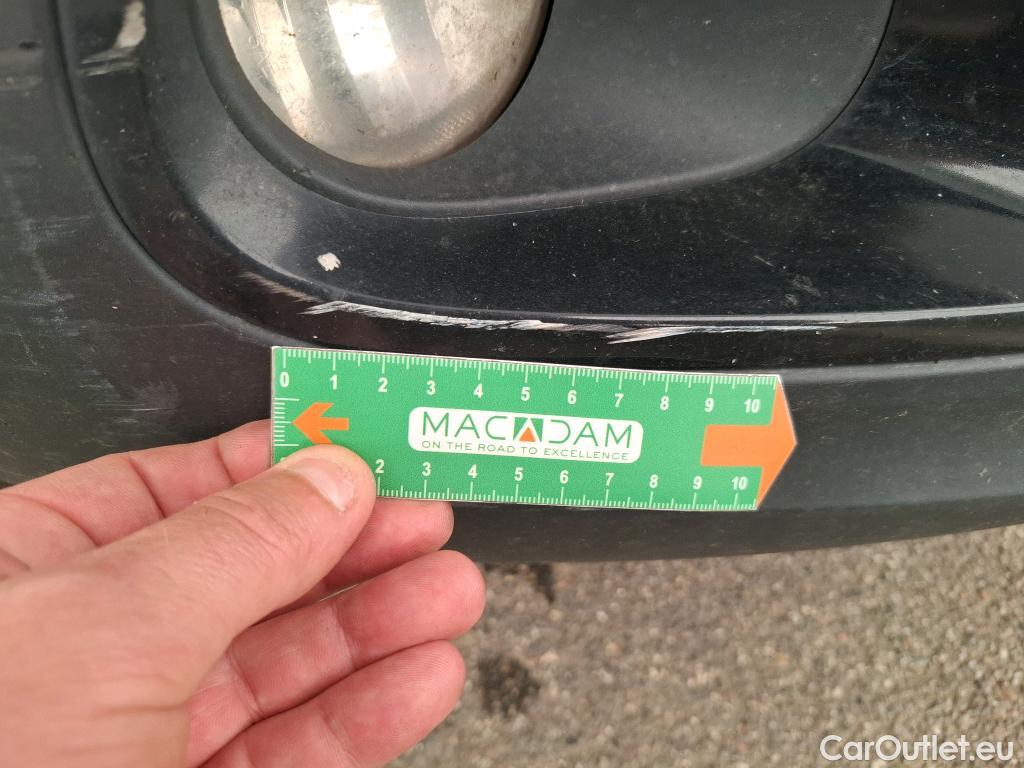 0 1 2 3 4 5 6 7 8 9 10
MACADAM
ON THE ROAD TO EXCELLENCE
2 3 4 5 6 7 8 9 10
CarOutlet.eu